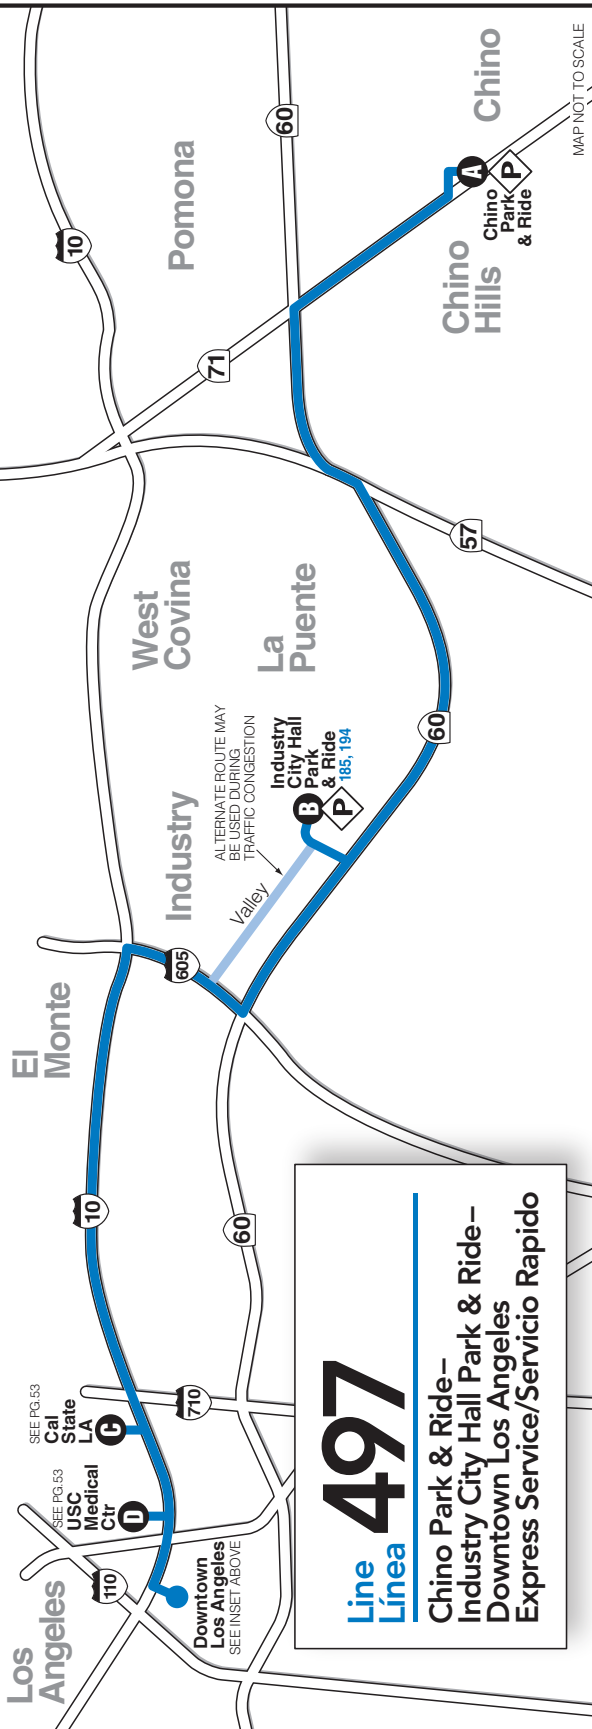 Los
Angeles
110
Downtown
Los Angeles
SEE INSET ABOVE
SEE PG.53
USC
Medical
Ctr
D
SEE PG.53
Cal
State
LA
C
710
10
60
El
Monte
605
Industry
Valley
ALTERNATE ROUTE MAY
BE USED DURING
TRAFFIC CONGESTION
B
P
Industry
City Hall
Park
& Ride
185, 194
60
West
Covina
La
Puente
57
71
10
Pomona
60
Chino
Hills
Chino
Park
& Ride
A
P
Chino
MAP NOT TO SCALE
Line
Línea
497
Chino Park & Ride–
Industry City Hall Park & Ride–
Downtown Los Angeles
Express Service/Servicio Rapido